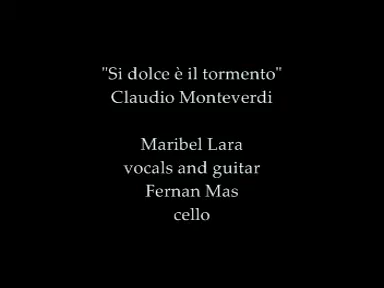 "Si dolce è il tormento"
Claudio Monteverdi
Maribel Lara
vocals and guitar
Fernan Mas
cello